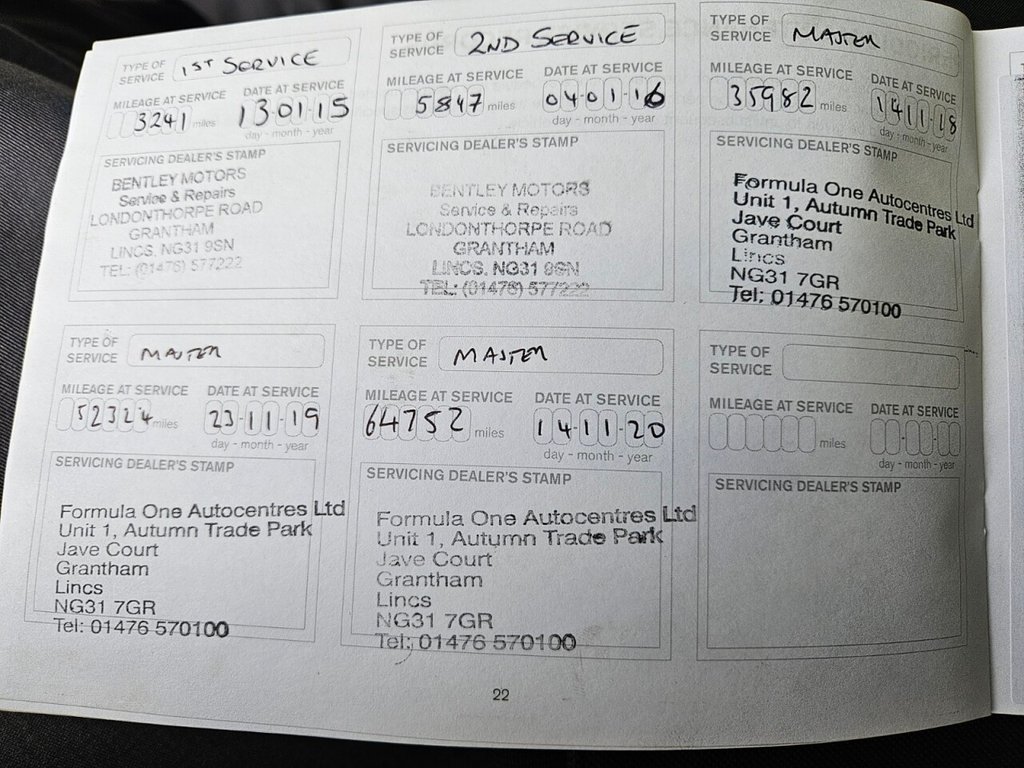 TYPE OF SERVICE 1ST SERVICE
MILEAGE AT SERVICE DATE AT SERVICE
3241 miles 13 01 15
day - month - year
SERVICING DEALER'S STAMP
BENTLEY MOTORS
Service & Repairs
LONDONTHORPE ROAD
GRANTHAM
LINCS, NG31 9SN
TEL: (01476) 577222
TYPE OF SERVICE 2ND SERVICE
MILEAGE AT SERVICE DATE AT SERVICE
5847 miles 04-01-16
day - month - year
SERVICING DEALER'S STAMP
BENTLEY MOTORS
Service & Repairs
LONDONTHORPE ROAD
GRANTHAM
LINCS, NG31 9SN
TEL: (01476) 577222
TYPE OF SERVICE MASTER
MILEAGE AT SERVICE DATE AT SERVICE
35982 miles 14 11 18
day - month - year
SERVICING DEALER'S STAMP
Formula One Autocentres Ltd
Unit 1, Autumn Trade Park
Jave Court
Grantham
Lincs
NG31 7GR
Tel: 01476 570100
TYPE OF SERVICE MASTER
MILEAGE AT SERVICE DATE AT SERVICE
52324 miles 23-11-19
day - month - year
SERVICING DEALER'S STAMP
Formula One Autocentres Ltd
Unit 1, Autumn Trade Park
Jave Court
Grantham
Lincs
NG31 7GR
Tel: 01476 570100
TYPE OF SERVICE MASTER
MILEAGE AT SERVICE DATE AT SERVICE
64752 miles 14-11-20
day - month - year
SERVICING DEALER'S STAMP
Formula One Autocentres Ltd
Unit 1, Autumn Trade Park
Jave Court
Grantham
Lincs
NG31 7GR
Tel: 01476 570100
TYPE OF SERVICE
MILEAGE AT SERVICE DATE AT SERVICE
miles
day - month - year
SERVICING DEALER'S STAMP
22